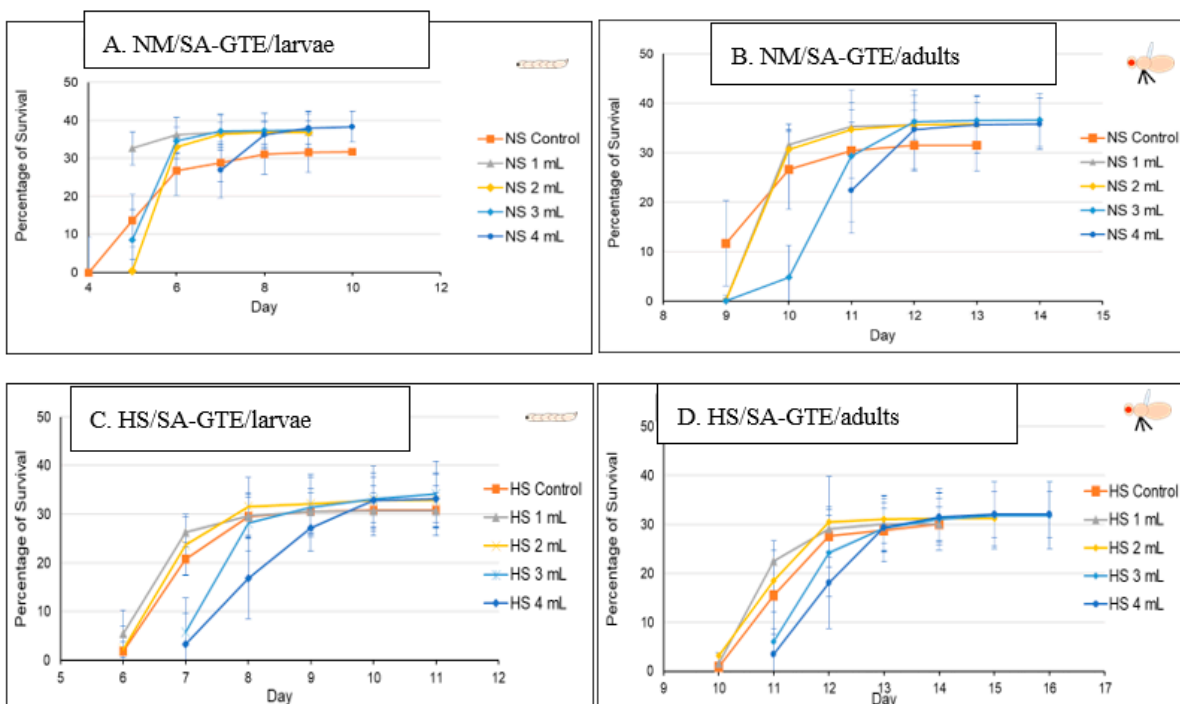 A. NM/SA-GTE/larvae
50
40
30
20
10
0
Percentage of Survival
4 6 8 10 12
Day
NS Control
NS 1 mL
NS 2 mL
NS 3 mL
NS 4 mL
B. NM/SA-GTE/adults
50
40
30
20
10
0
Percentage of Survival
8 9 10 11 12 13 14 15
Day
NS Control
NS 1 mL
NS 2 mL
NS 3 mL
NS 4 mL
C. HS/SA-GTE/larvae
50
40
30
20
10
0
Percentage of Survival
5 6 7 8 9 10 11 12
Day
HS Control
HS 1 mL
HS 2 mL
HS 3 mL
HS 4 mL
D. HS/SA-GTE/adults
50
40
30
20
10
0
Percentage of Survival
9 10 11 12 13 14 15 16 17
Day
HS Control
HS 1 mL
HS 2 mL
HS 3 mL
HS 4 mL